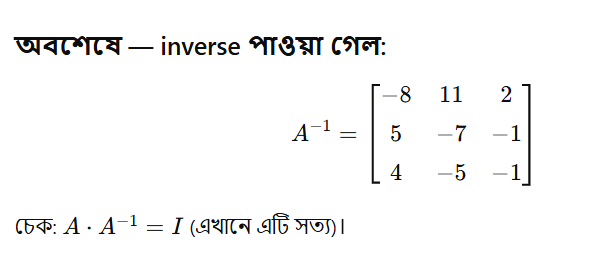 অবশেষে — inverse পাওয়া গেল:
A⁻¹ = [ −8 11 2
5 −7 −1
4 −5 −1 ]
চেক: A · A⁻¹ = I (এখানে এটি সত্য)।